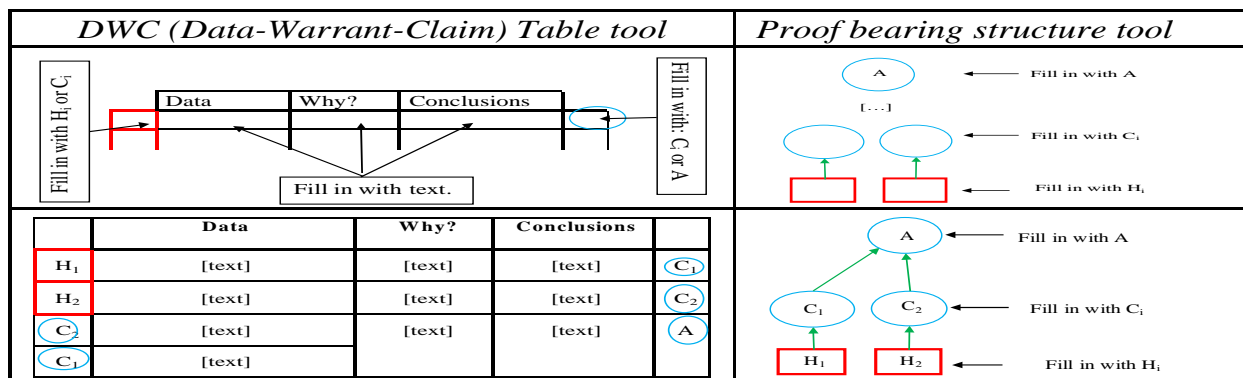 DWC (Data-Warrant-Claim) Table tool
Proof bearing structure tool
Fill in with Hi or Ci
Data Why? Conclusions
Fill in with text.
Fill in with: Ci or A
A Fill in with A
[...]
Fill in with Ci
Fill in with Hi
Data Why? Conclusions
H1 [text] [text] [text] C1
H2 [text] [text] [text] C2
C2 [text] [text] [text] A
C1 [text]
A Fill in with A
C1 C2 Fill in with Ci
H1 H2 Fill in with Hi